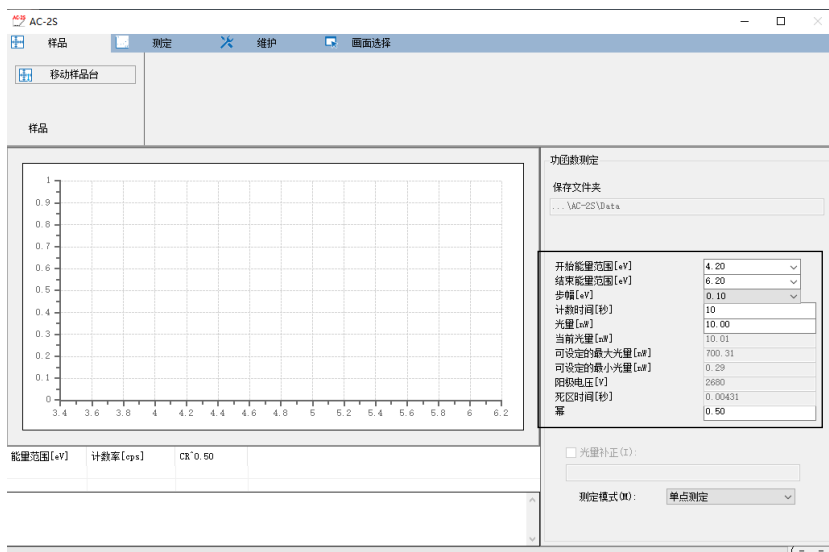 AC-2S
样品 测定 维护 画面选择
移动样品台
样品
功函数测定
保存文件夹
...\AC-2S\Data
1
0.9
0.8
0.7
0.6
0.5
0.4
0.3
0.2
0.1
0
3.4 3.6 3.8 4 4.2 4.4 4.6 4.8 5 5.2 5.4 5.6 5.8 6 6.2
开始能量范围[eV] 4.20
结束能量范围[eV] 6.20
步幅[eV] 0.10
计数时间[秒] 10
光量[nW] 10.00
当前光量[nW] 10.01
可设定的最大光量[nW] 700.31
可设定的最小光量[nW] 0.29
阳极电压[V] 2680
死区时间[秒] 0.00431
幂 0.50
能量范围[eV] 计数率[cps] CR^0.50
光量补正(I):
测定模式(M): 单点测定